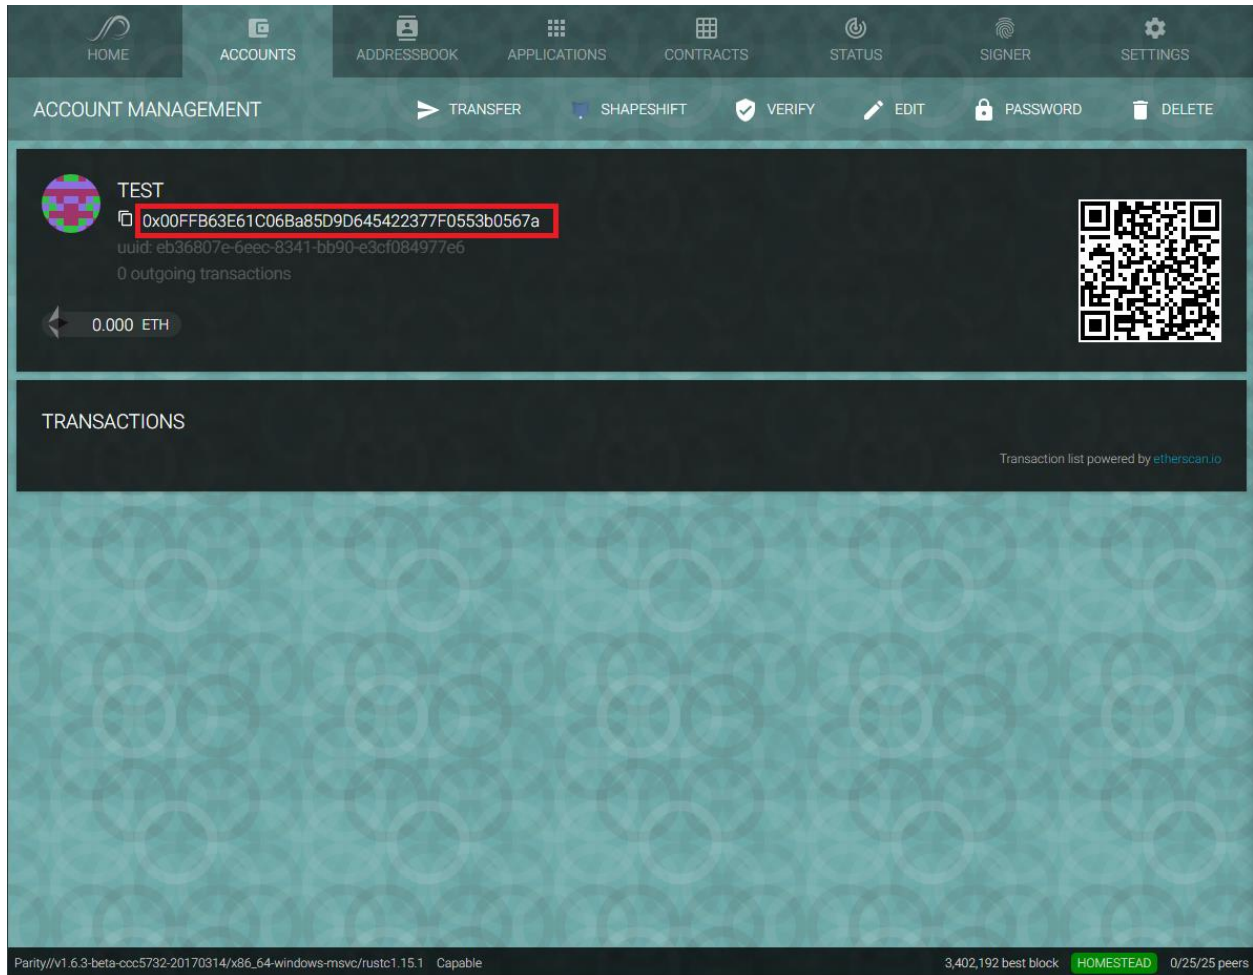 HOME ACCOUNTS ADDRESSBOOK APPLICATIONS CONTRACTS STATUS SIGNER SETTINGS
ACCOUNT MANAGEMENT TRANSFER SHAPESHIFT VERIFY EDIT PASSWORD DELETE
TEST
0x00FFB63E61C06Ba85D9D645422377F0553b0567a
uuid: eb36807e-6eec-8341-bb90-e3cf084977e6
0 outgoing transactions
0.000 ETH
TRANSACTIONS
Transaction list powered by etherscan.io
Parity//v1.6.3-beta-ccc5732-20170314/x86_64-windows-msvc/rustc1.15.1 Capable 3,402,192 best block HOMESTEAD 0/25/25 peers